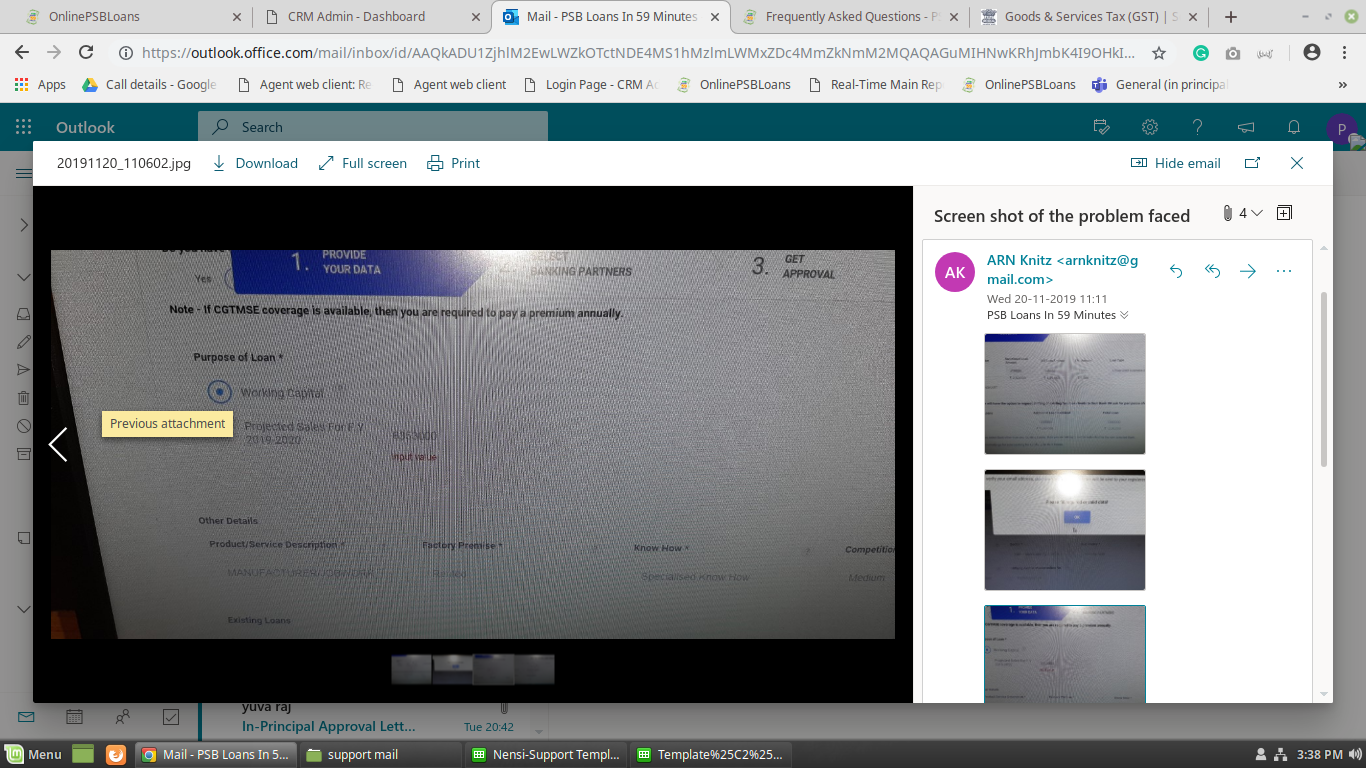 OnlinePSBLoans
CRM Admin - Dashboard
Mail - PSB Loans In 59 Minutes
Frequently Asked Questions - P
Goods & Services Tax (GST) | S
https://outlook.office.com/mail/inbox/id/AAQkADU1ZjhlM2EwLWZkOTctNDE4MS1hMzlmLWMxZDc4MmZkNmM2MQAQAGuMIHNwKRhJmbK4I9OHkI...
Apps
Call details - Google
Agent web client: Re
Agent web client
Login Page - CRM Ac
OnlinePSBLoans
Real-Time Main Rep
OnlinePSBLoans
General (in principal
»
Outlook
Search
P
20191120_110602.jpg
Download
Full screen
Print
Hide email
Screen shot of the problem faced
4
AK
ARN Knitz <arnknitz@g
mail.com>
Wed 20-11-2019 11:11
PSB Loans In 59 Minutes
Do you have
Yes
1. PROVIDE
YOUR DATA
SELECT
BANKING PARTNERS
3. GET
APPROVAL
Note - If CGTMSE coverage is available, then you are required to pay a premium annually.
Purpose of Loan *
Working Capital
Previous attachment
Projected Sales For F.Y
2019-2020
Input value
Other Details
Product/Service Description *
Factory Premise *
Know How *
Competition
Rented
Specialised Know How
Medium
Existing Loans
yuva raj
In-Principal Approval Lett...
Tue 20:42
Menu
Mail - PSB Loans In 5...
support mail
Nensi-Support Templ...
Template%25C2%25...
3:38 PM